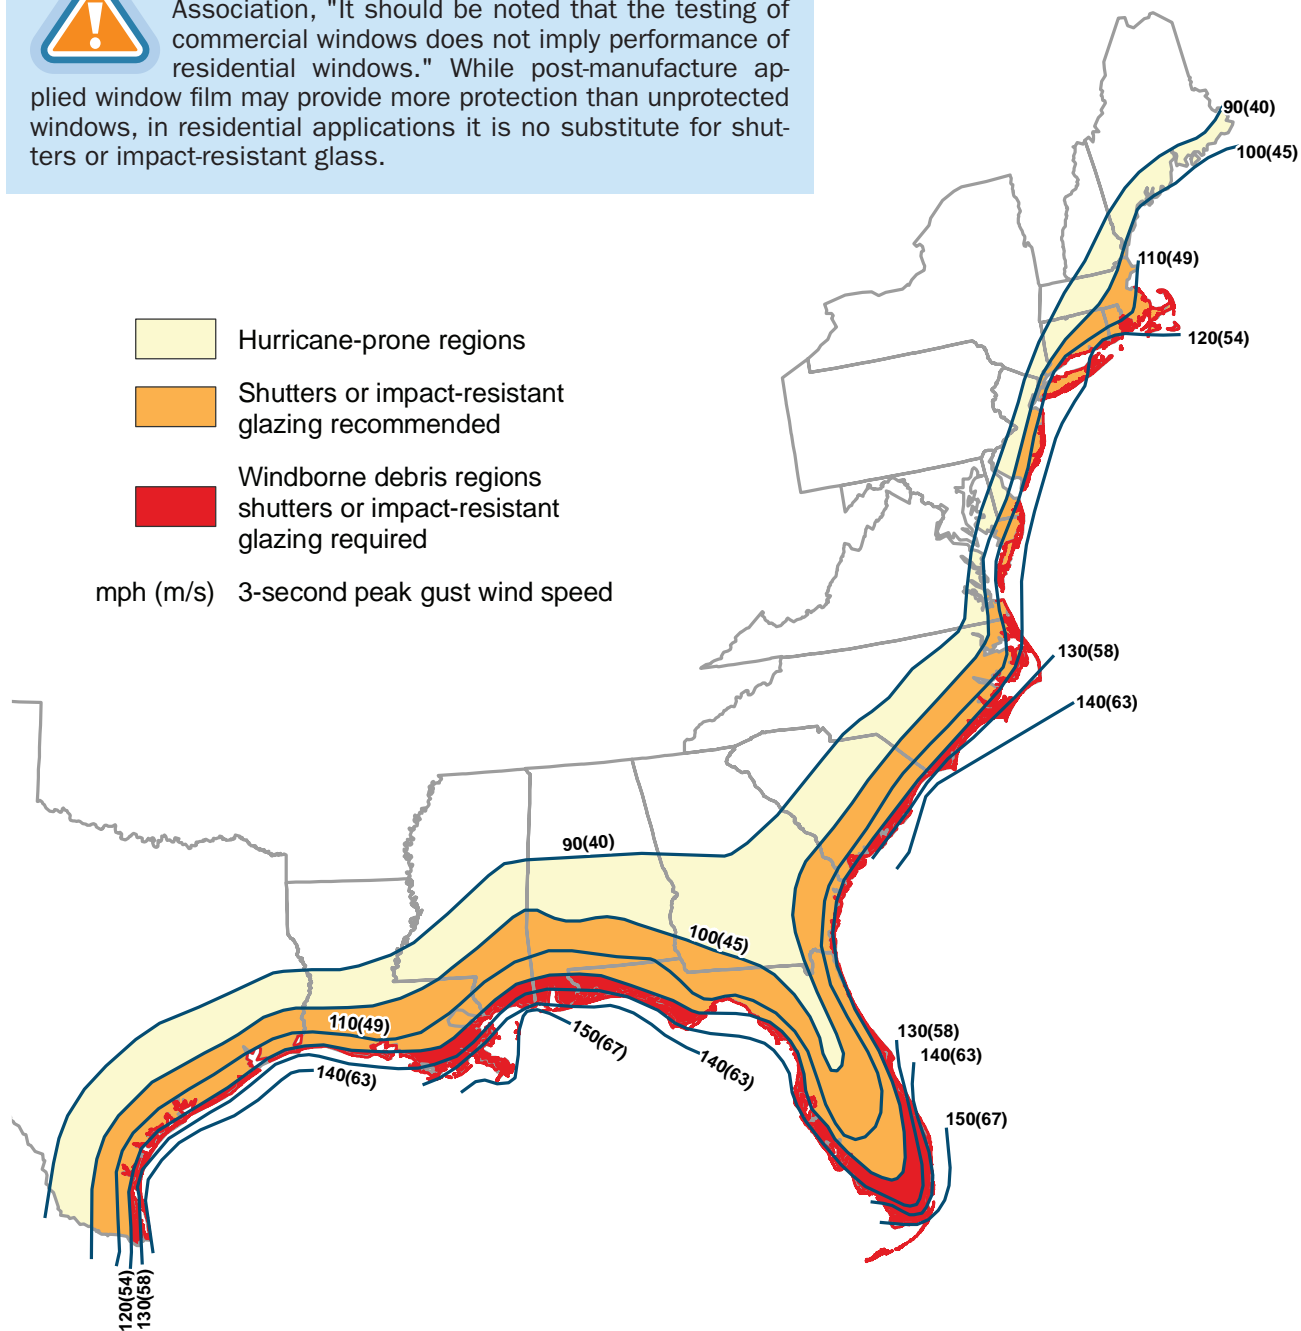 Association, "It should be noted that the testing of
commercial windows does not imply performance of
residential windows." While post-manufacture ap-
plied window film may provide more protection than unprotected
windows, in residential applications it is no substitute for shut-
ters or impact-resistant glass.
90(40)
100(45)
110(49)
120(54)
Hurricane-prone regions
Shutters or impact-resistant
glazing recommended
Windborne debris regions
shutters or impact-resistant
glazing required
mph (m/s) 3-second peak gust wind speed
130(58)
140(63)
90(40)
100(45)
110(49)
150(67)
130(58)
140(63)
140(63)
140(63)
150(67)
120(54)
130(58)